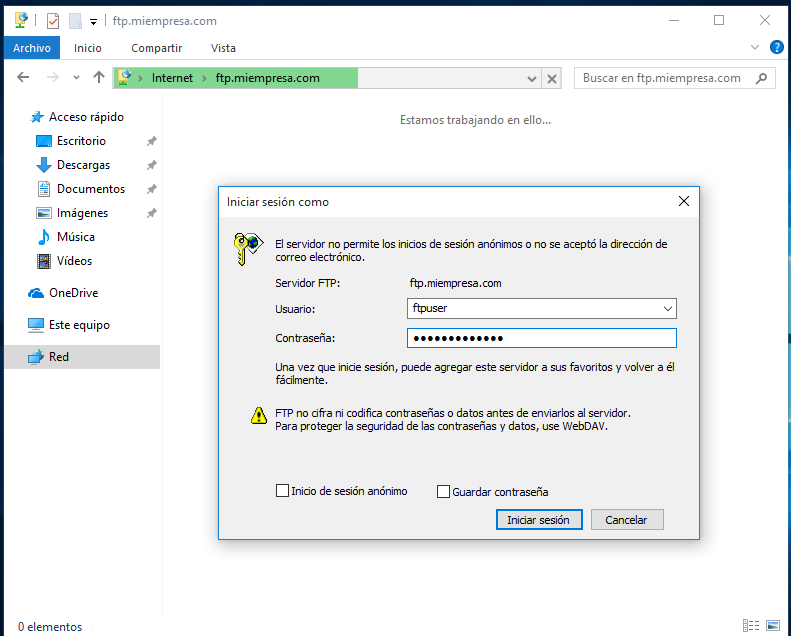 ftp.miempresa.com
Archivo Inicio Compartir Vista
Internet ftp.miempresa.com Buscar en ftp.miempresa.com
Acceso rápido
Escritorio
Descargas
Documentos
Imágenes
Música
Vídeos
OneDrive
Este equipo
Red
Estamos trabajando en ello...
Iniciar sesión como
El servidor no permite los inicios de sesión anónimos o no se aceptó la dirección de
correo electrónico.
Servidor FTP: ftp.miempresa.com
Usuario: ftpuser
Contraseña: •••••••••••••
Una vez que inicie sesión, puede agregar este servidor a sus favoritos y volver a él
fácilmente.
FTP no cifra ni codifica contraseñas o datos antes de enviarlos al servidor.
Para proteger la seguridad de las contraseñas y datos, use WebDAV.
Inicio de sesión anónimo Guardar contraseña
Iniciar sesión Cancelar
0 elementos